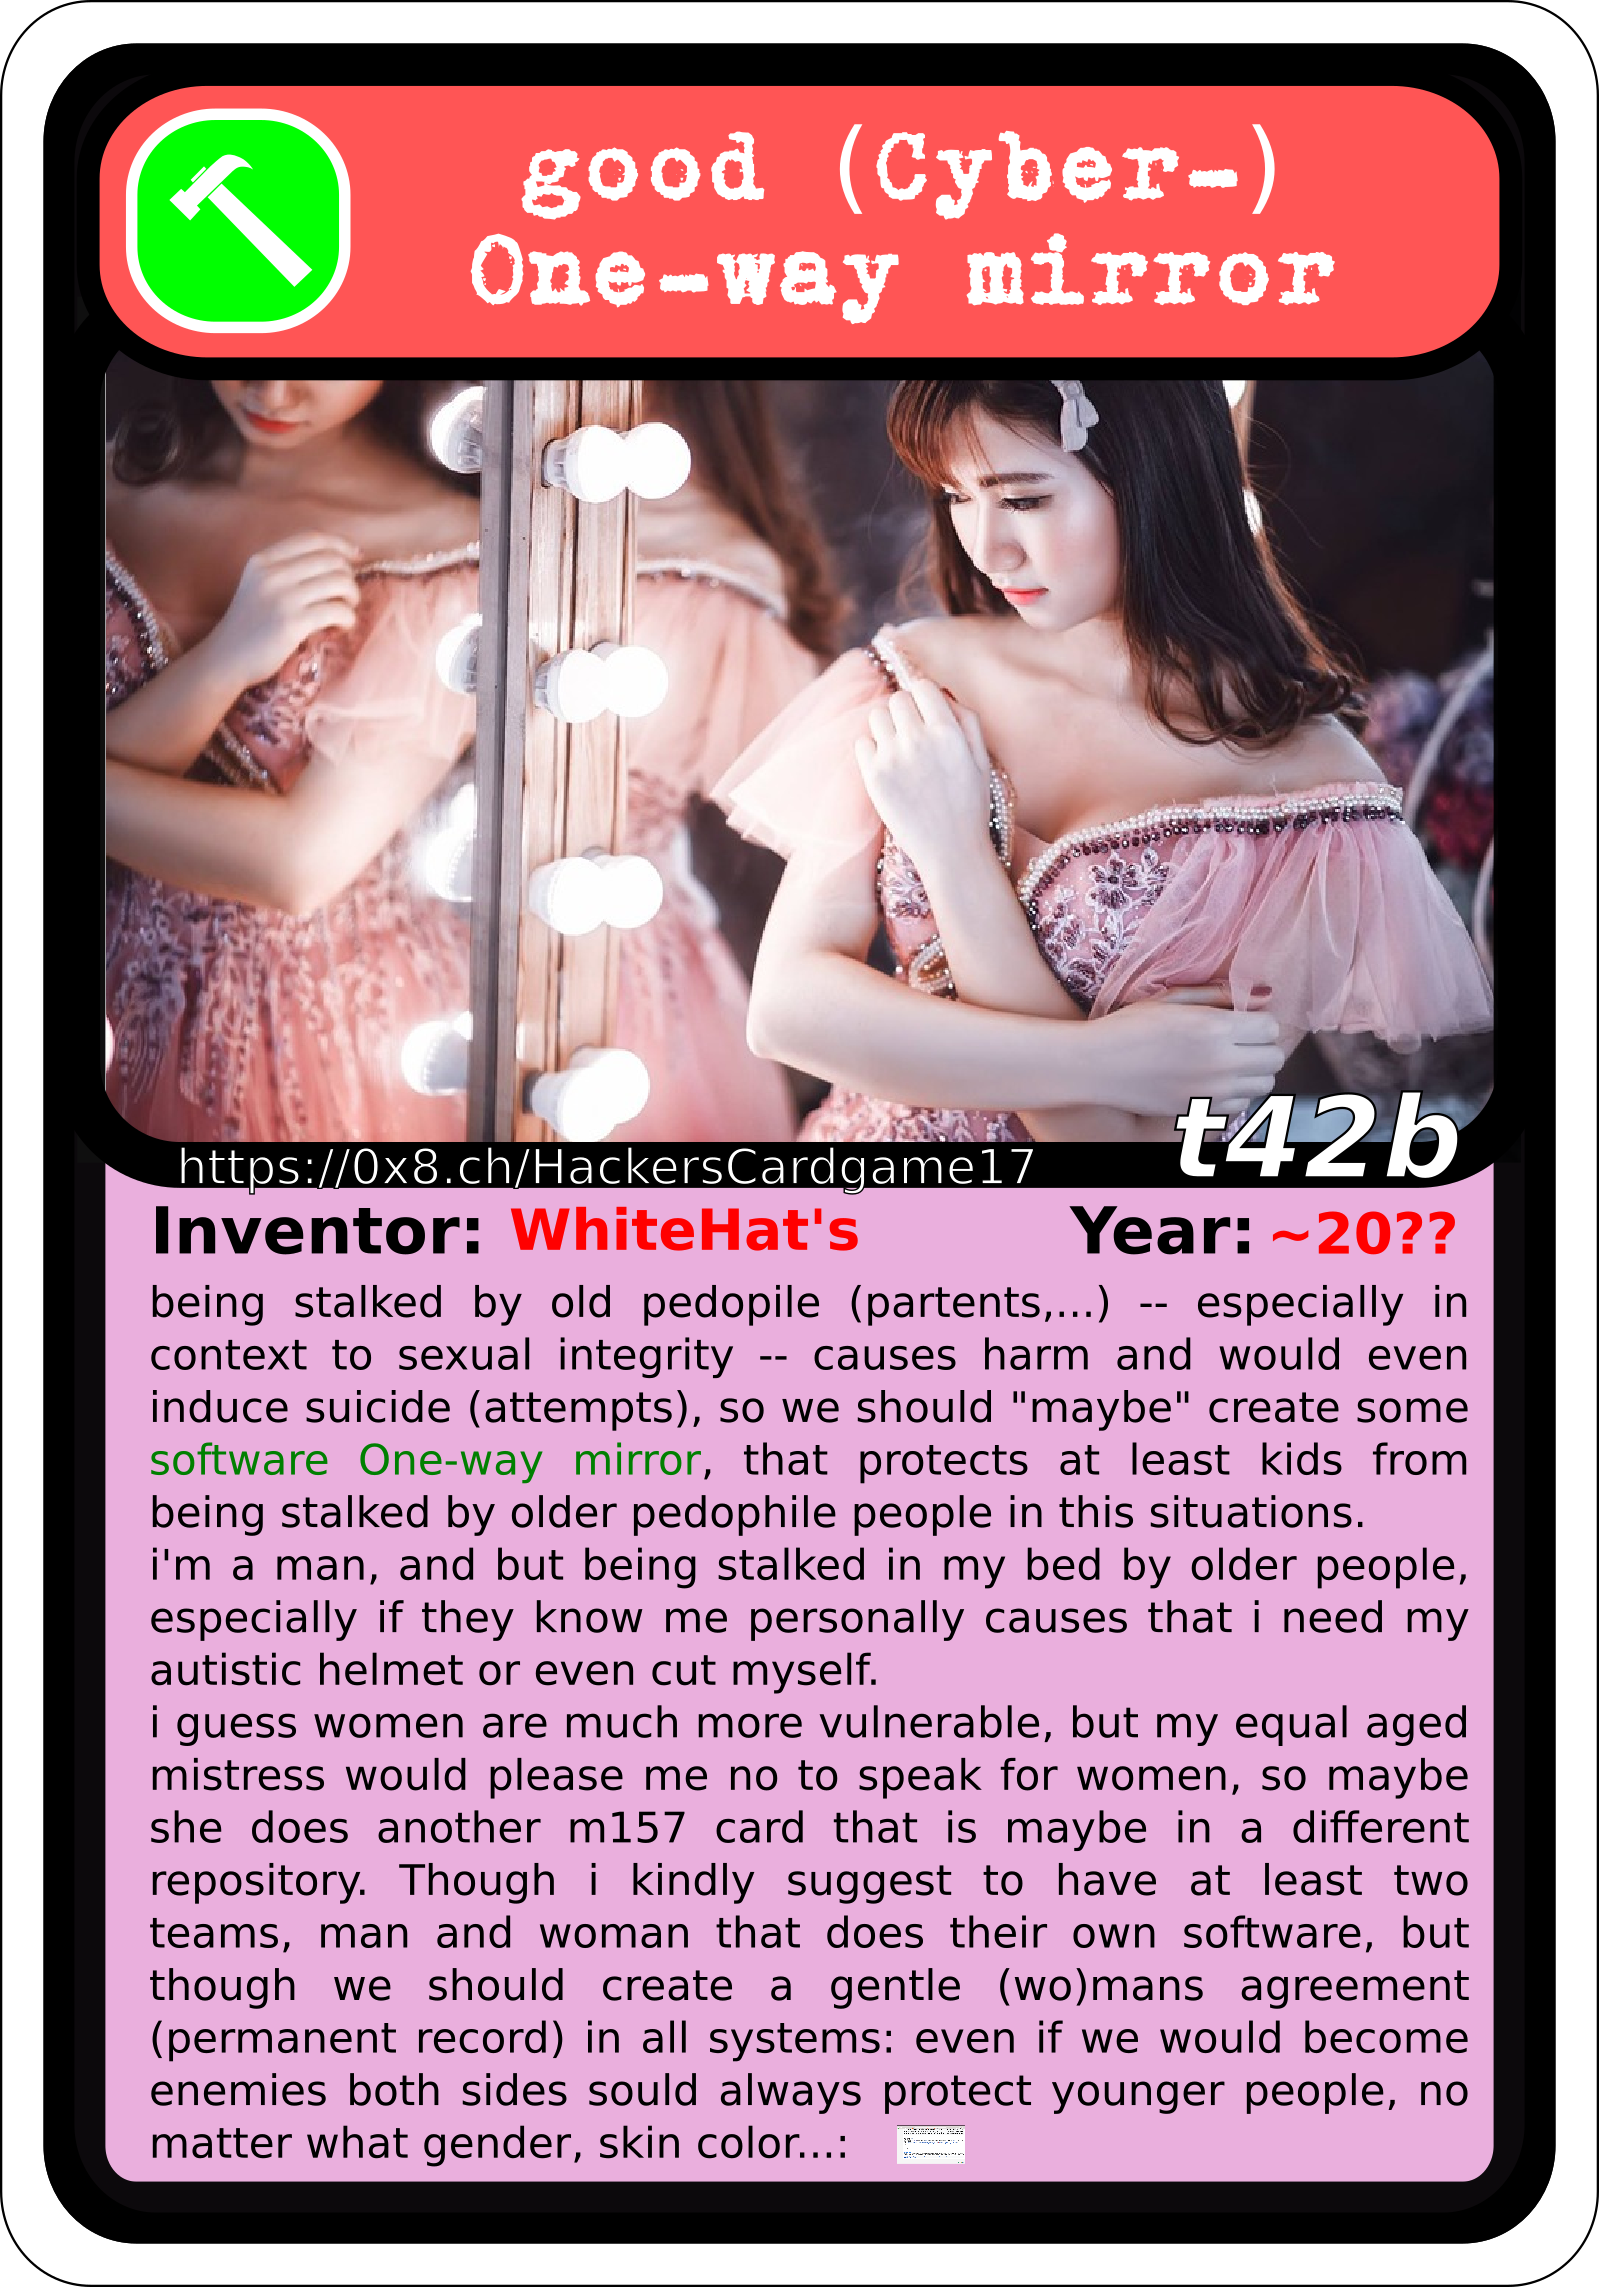 good (Cyber-)
One-way mirror
t42b
https://0x8.ch/HackersCardgame17
Inventor: WhiteHat's Year: ~20??
being stalked by old pedopile (partents,...) -- especially in
context to sexual integrity -- causes harm and would even
induce suicide (attempts), so we should "maybe" create some
software One-way mirror, that protects at least kids from
being stalked by older pedophile people in this situations.
i'm a man, and but being stalked in my bed by older people,
especially if they know me personally causes that i need my
autistic helmet or even cut myself.
i guess women are much more vulnerable, but my equal aged
mistress would please me no to speak for women, so maybe
she does another m157 card that is maybe in a different
repository. Though i kindly suggest to have at least two
teams, man and woman that does their own software, but
though we should create a gentle (wo)mans agreement
(permanent record) in all systems: even if we would become
enemies both sides sould always protect younger people, no
matter what gender, skin color...: